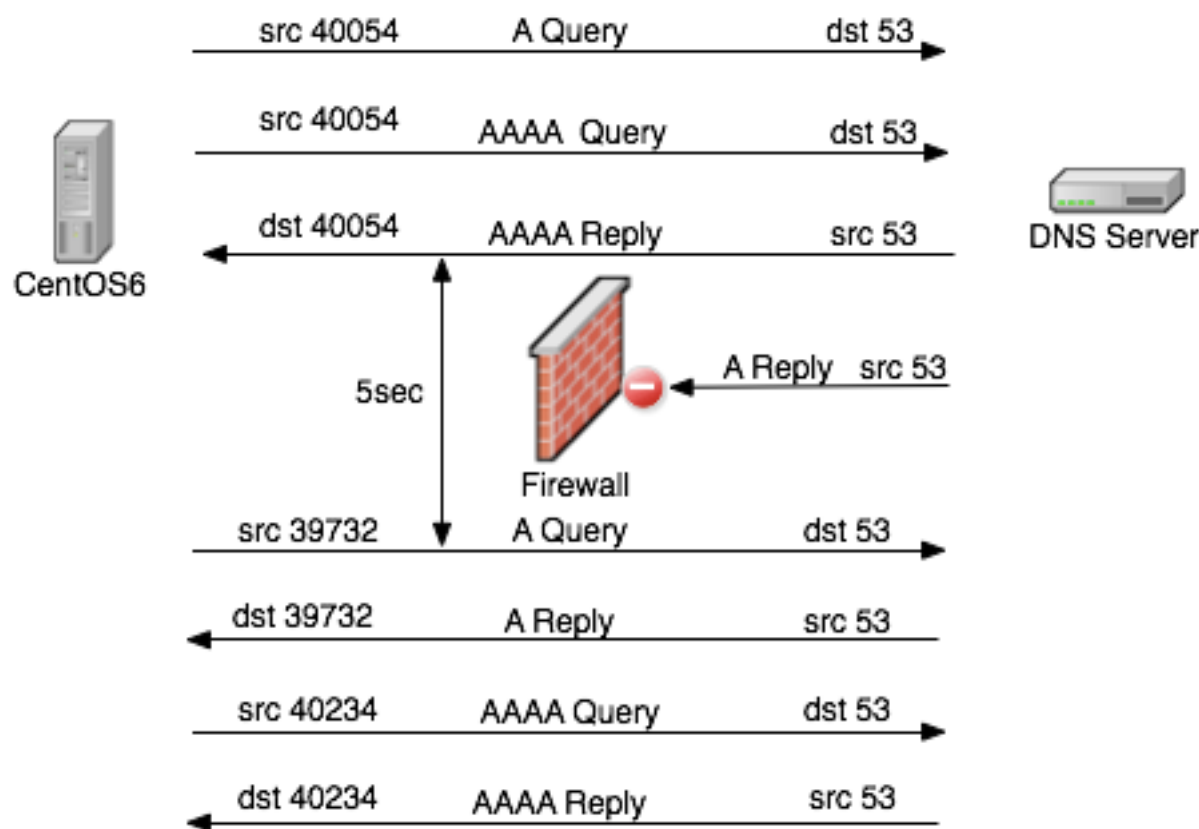 src 40054 A Query dst 53
src 40054 AAAA Query dst 53
dst 40054 AAAA Reply src 53
CentOS6
DNS Server
A Reply src 53
5sec
Firewall
src 39732 A Query dst 53
dst 39732 A Reply src 53
src 40234 AAAA Query dst 53
dst 40234 AAAA Reply src 53